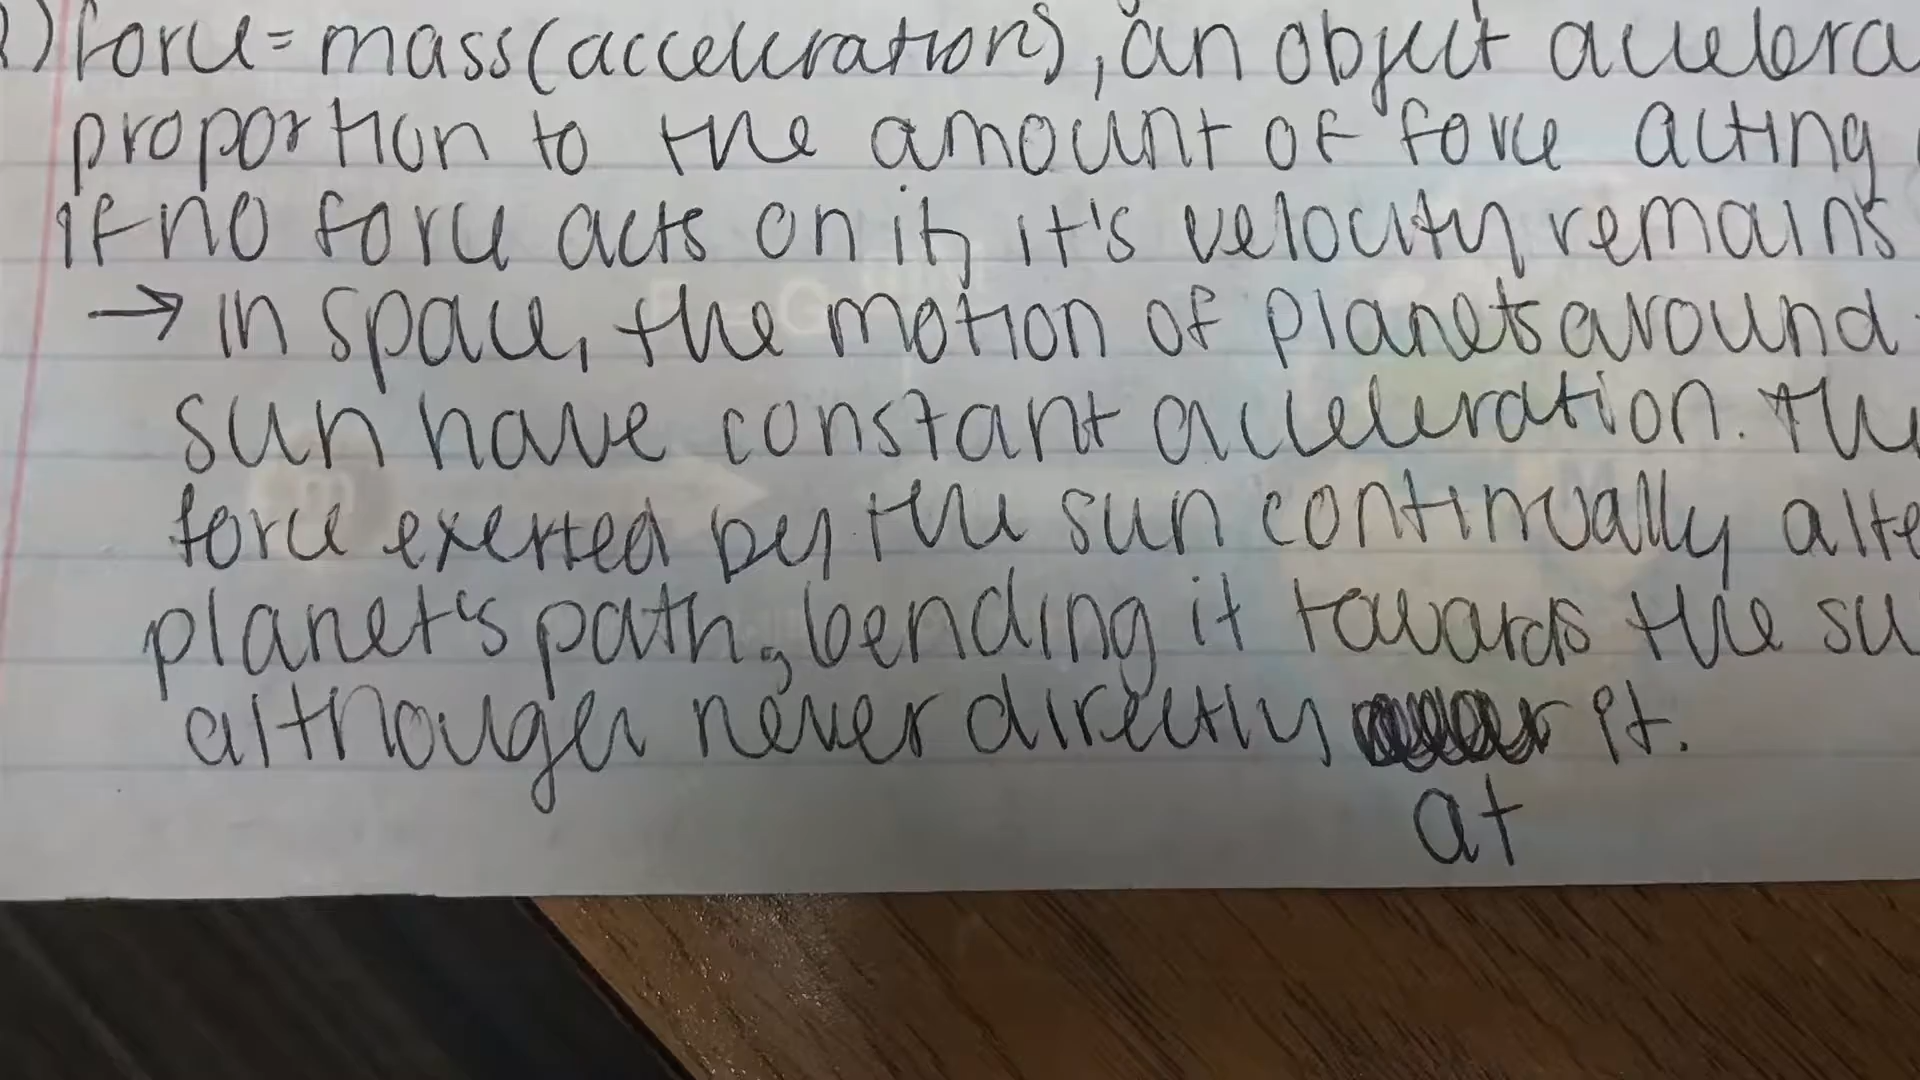 2) force = mass(acceleration), an object accelera
proportion to the amount of force acting
if no force acts on it, it's velocity remains
→ in space, the motion of planets around
sun have constant acceleration. the
force exerted by the sun continually alte
planet's path, bending it towards the su
although never directly it.
at